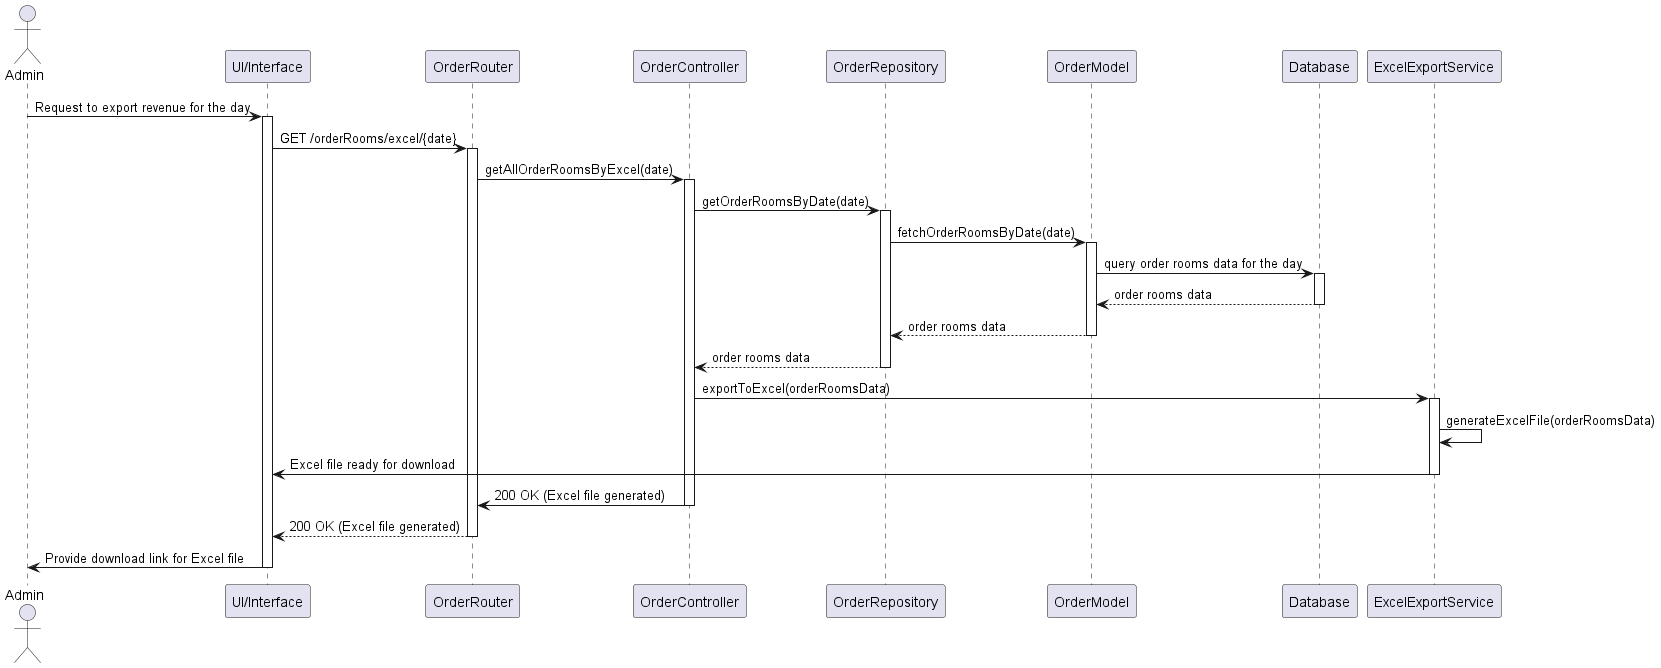 Admin
UI/Interface
OrderRouter
OrderController
OrderRepository
OrderModel
Database
ExcelExportService
Request to export revenue for the day
GET /orderRooms/excel/{date}
getAllOrderRoomsByExcel(date)
getOrderRoomsByDate(date)
fetchOrderRoomsByDate(date)
query order rooms data for the day
order rooms data
order rooms data
order rooms data
exportToExcel(orderRoomsData)
generateExcelFile(orderRoomsData)
Excel file ready for download
200 OK (Excel file generated)
200 OK (Excel file generated)
Provide download link for Excel file
Admin
UI/Interface
OrderRouter
OrderController
OrderRepository
OrderModel
Database
ExcelExportService